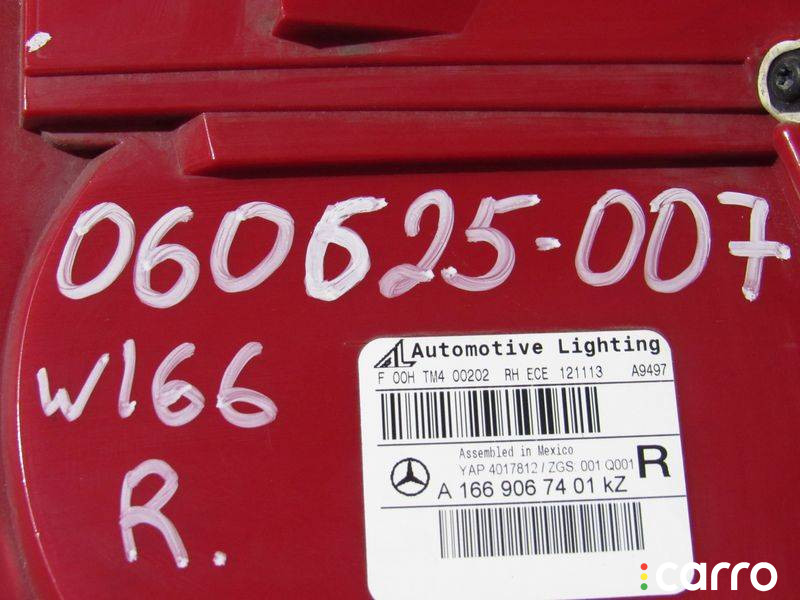 060625-007
W166
R.
AL Automotive Lighting
F 00H TM4 00202 RH ECE 121113 A9497
Assembled in Mexico
YAP 4017812 / ZGS: 001 Q001
R
A 166 906 74 01 kZ
carro